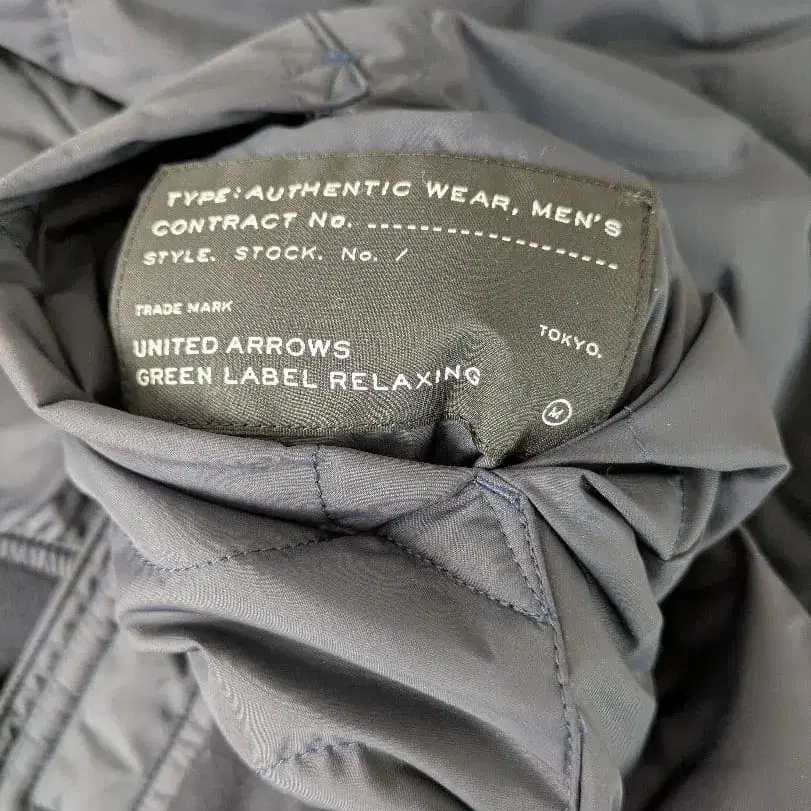 TYPE: AUTHENTIC WEAR, MEN'S
CONTRACT No. --------------------
STYLE. STOCK. No. /
TRADE MARK
UNITED ARROWS
TOKYO.
GREEN LABEL RELAXING
M